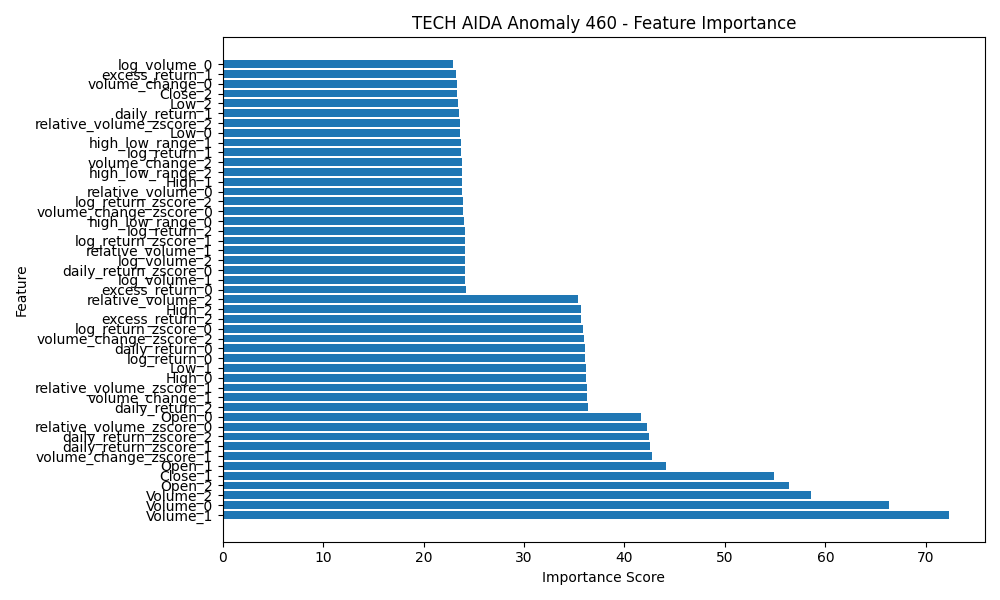 TECH AIDA Anomaly 460 - Feature Importance
log_volume_0
excess_return_1
volume_change_0
Close_2
Low_2
daily_return_1
relative_volume_zscore_2
Low_0
high_low_range_1
log_return_1
volume_change_2
high_low_range_2
High_1
relative_volume_0
log_return_zscore_2
volume_change_zscore_0
high_low_range_0
log_return_2
log_return_zscore_1
relative_volume_1
log_volume_2
daily_return_zscore_0
log_volume_1
excess_return_0
relative_volume_2
High_2
excess_return_2
log_return_zscore_0
volume_change_zscore_2
daily_return_0
log_return_0
Low_1
High_0
relative_volume_zscore_1
volume_change_1
daily_return_2
Open_0
relative_volume_zscore_0
daily_return_zscore_2
daily_return_zscore_1
volume_change_zscore_1
Open_1
Close_1
Open_2
Volume_2
Volume_0
Volume_1
Feature
0 10 20 30 40 50 60 70
Importance Score